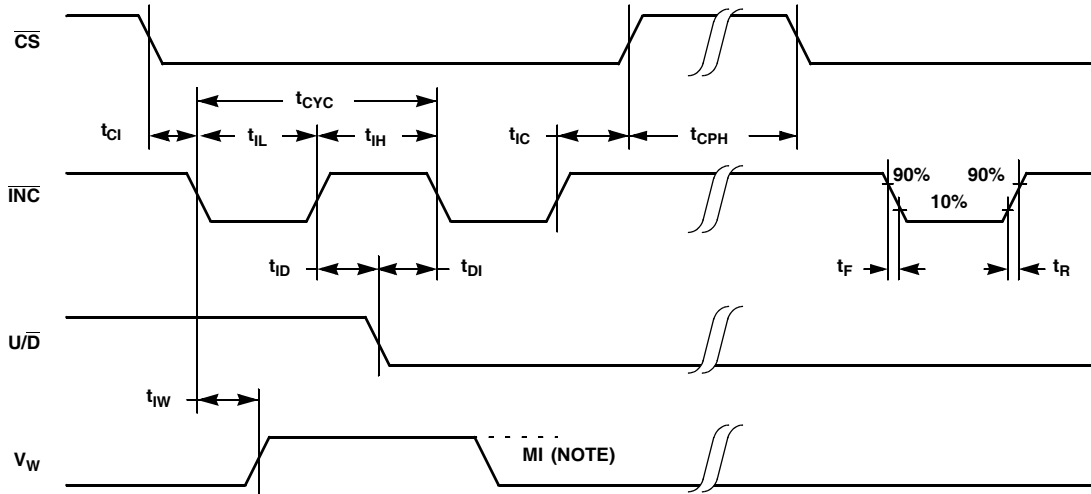 CS
tCYC
tCI
tIL
tIH
tIC
tCPH
INC
90%
90%
10%
tID
tDI
tF
tR
U/D
tIW
MI (NOTE)
VW